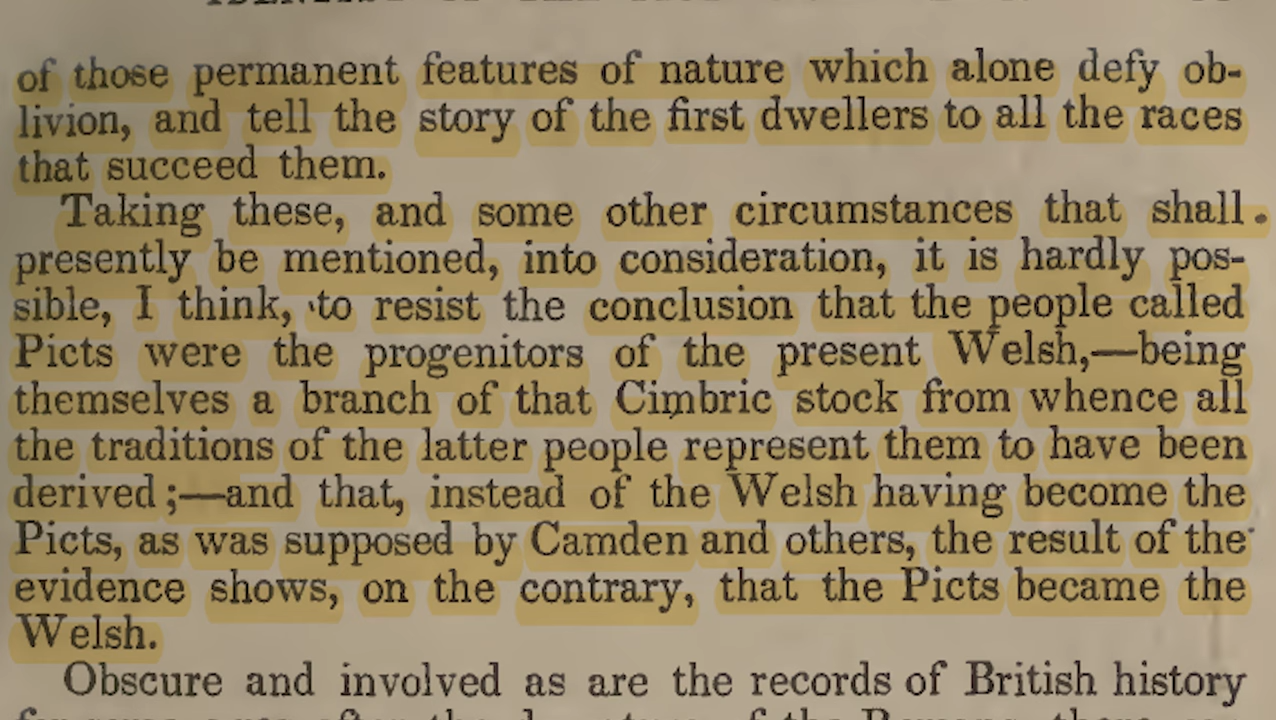 of those permanent features of nature which alone defy ob-
livion, and tell the story of the first dwellers to all the races
that succeed them.
Taking these, and some other circumstances that shall.
presently be mentioned, into consideration, it is hardly pos-
sible, I think, to resist the conclusion that the people called
Picts were the progenitors of the present Welsh,—being
themselves a branch of that Cimbric stock from whence all
the traditions of the latter people represent them to have been
derived ;—and that, instead of the Welsh having become the
Picts, as was supposed by Camden and others, the result of the
evidence shows, on the contrary, that the Picts became the
Welsh.
Obscure and involved as are the records of British history